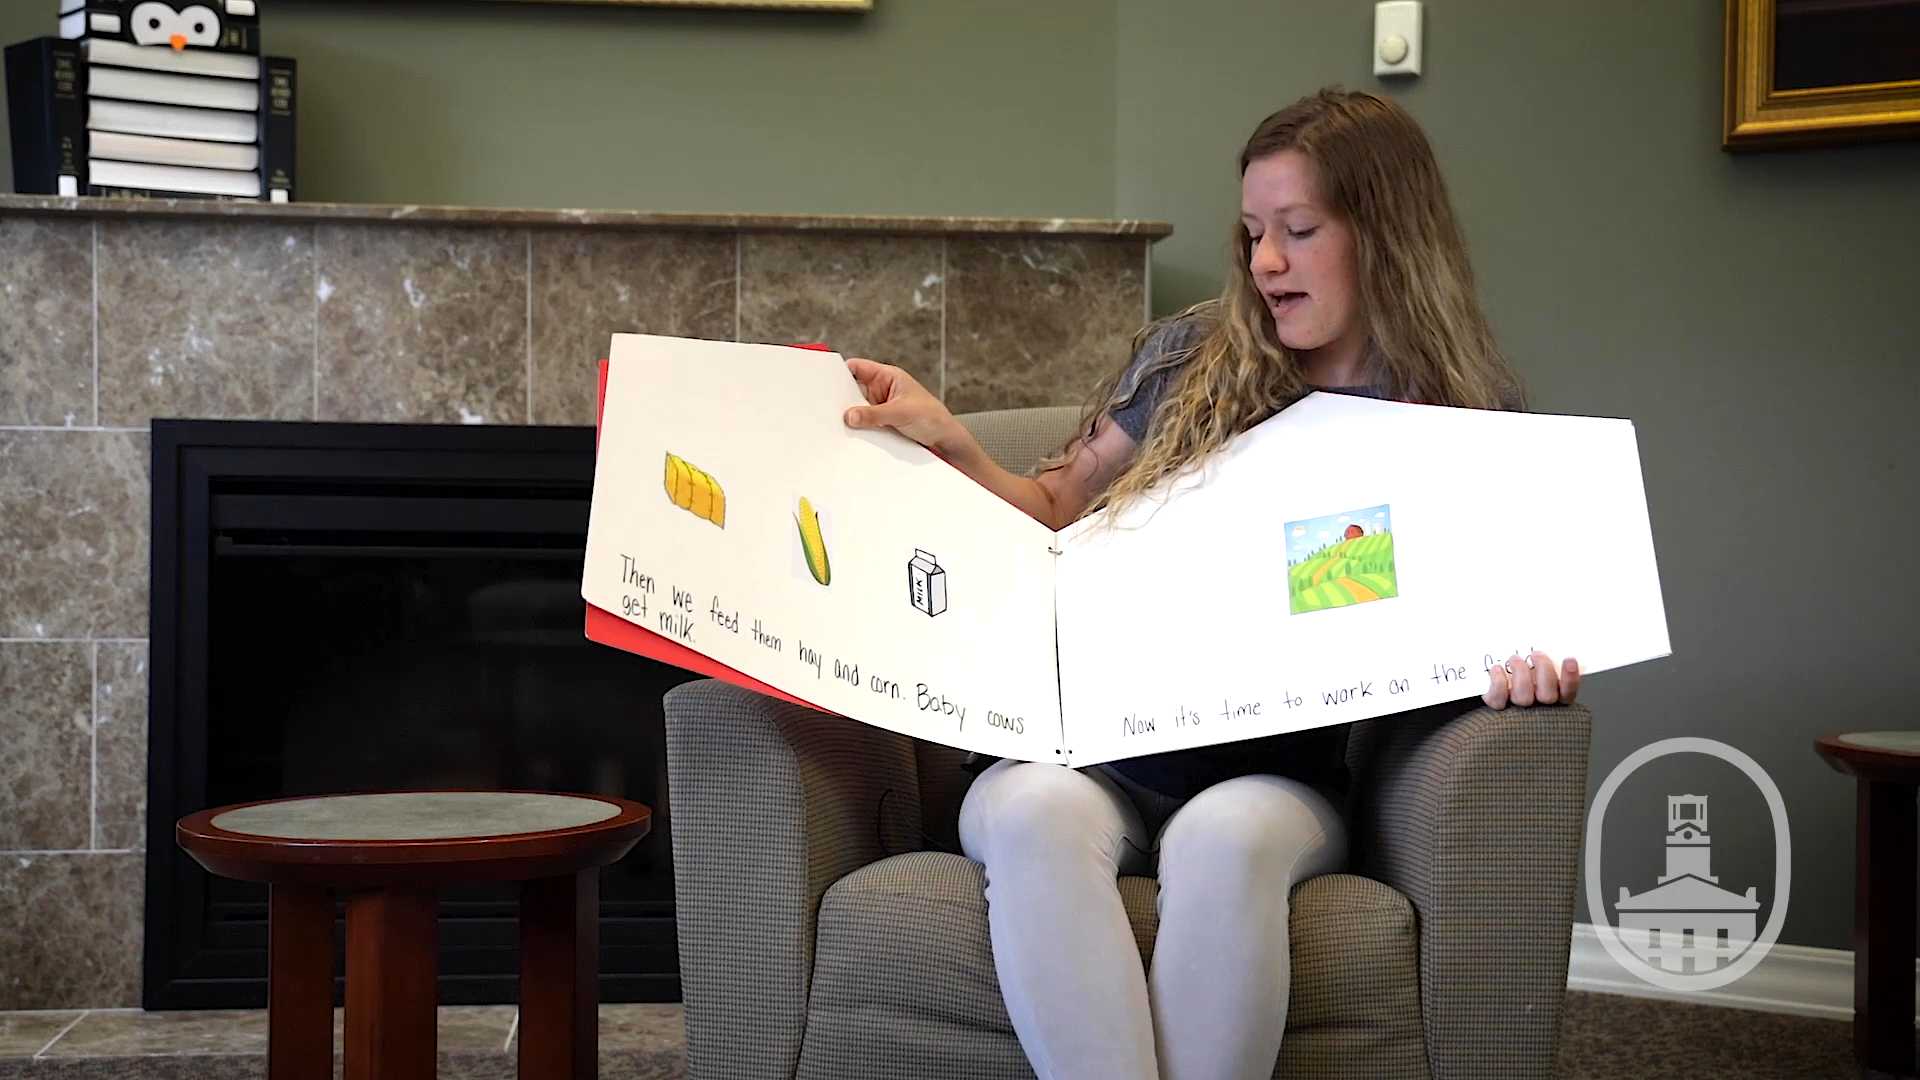 MILK
Then we feed them hay and corn. Baby cows
get milk.
Now it's time to work on the